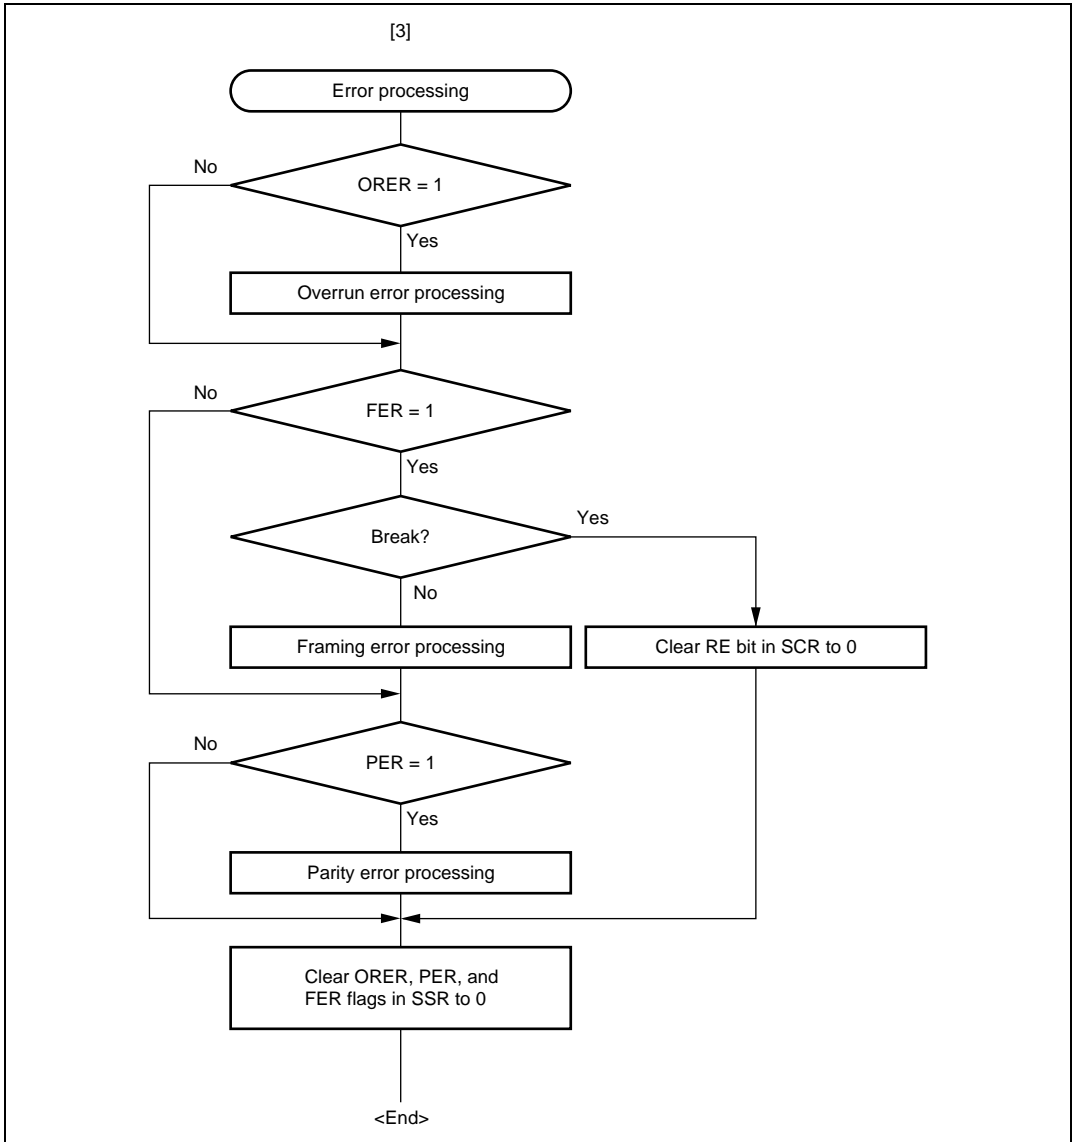 [3]
Error processing
No
ORER = 1
Yes
Overrun error processing
No
FER = 1
Yes
Break?
Yes
No
Framing error processing
Clear RE bit in SCR to 0
No
PER = 1
Yes
Parity error processing
Clear ORER, PER, and
FER flags in SSR to 0
<End>